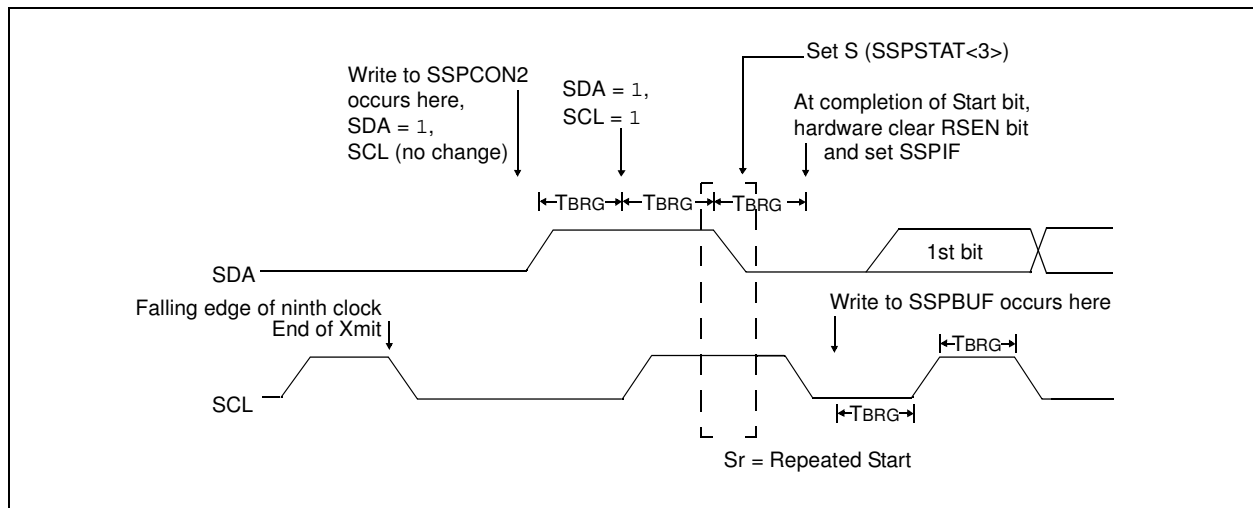 Set S (SSPSTAT<3>)
Write to SSPCON2
occurs here,
SDA = 1,
SCL (no change)
SDA = 1,
SCL = 1
At completion of Start bit,
hardware clear RSEN bit
and set SSPIF
TBRG
TBRG
TBRG
SDA
1st bit
Falling edge of ninth clock
End of Xmit
Write to SSPBUF occurs here
TBRG
SCL
TBRG
Sr = Repeated Start